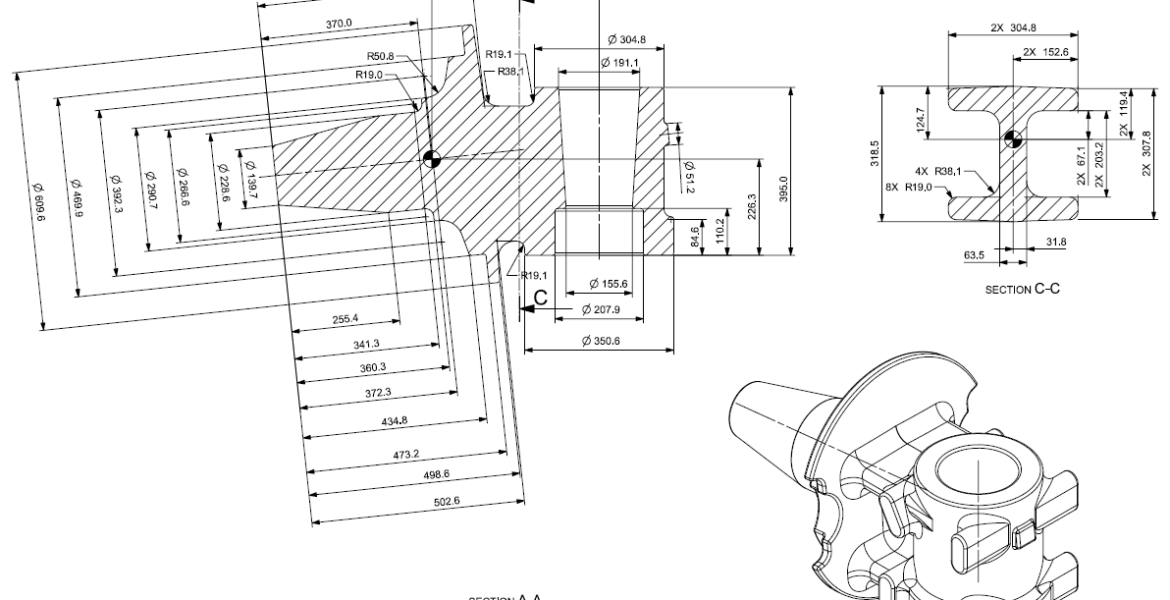 370.0
R50.8
R19.0
R19.1
R38.1
Ø 304.8
Ø 191.1
Ø 609.6
Ø 469.9
Ø 392.3
Ø 290.7
Ø 266.6
Ø 228.6
Ø 139.7
Ø 51.2
84.6
110.2
226.3
395.0
R19.1
C
Ø 155.6
Ø 207.9
Ø 350.6
255.4
341.3
360.3
372.3
434.8
473.2
498.6
502.6
2X 304.8
2X 152.6
318.5
124.7
2X 67.1
2X 203.2
2X 119.4
2X 307.8
4X R38.1
8X R19.0
31.8
63.5
SECTION C-C
SECTION A-A